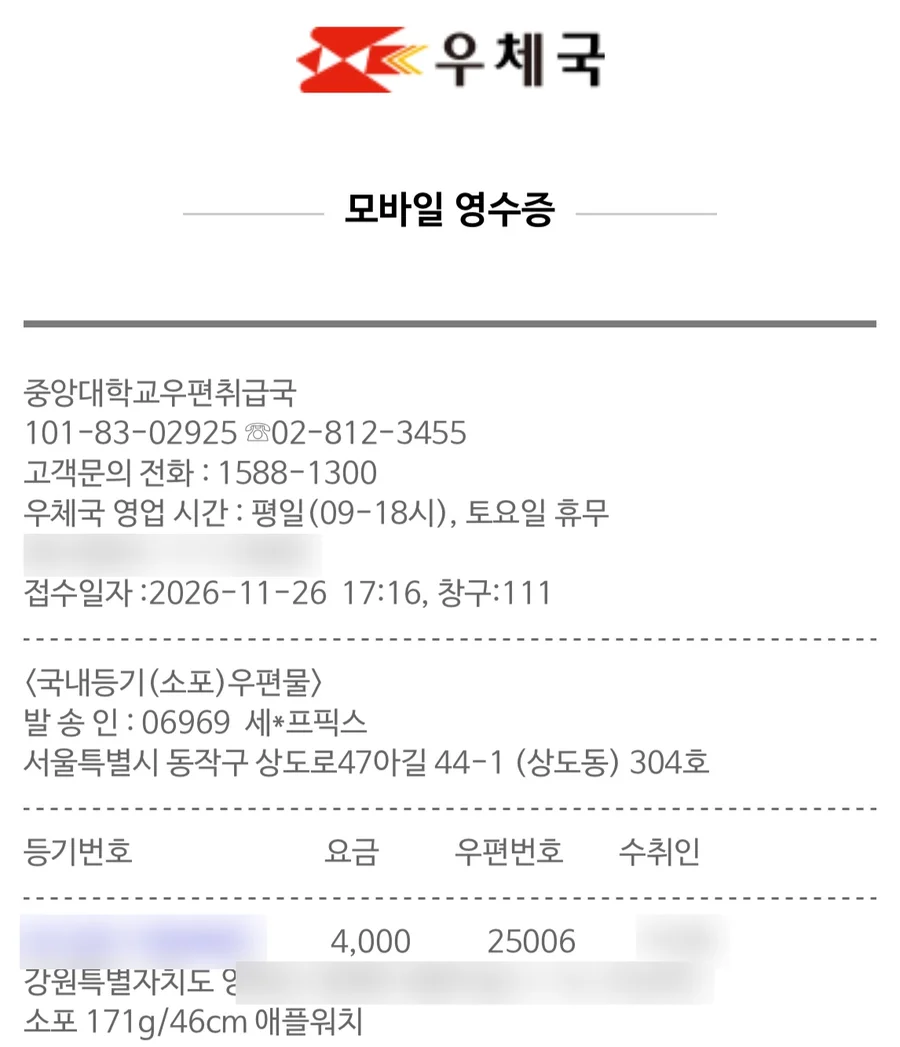 우체국
모바일 영수증
중앙대학교우편취급국
101-83-02925 ☏02-812-3455
고객문의 전화 : 1588-1300
우체국 영업 시간 : 평일(09-18시), 토요일 휴무
접수일자 :2026-11-26 17:16, 창구:111
<국내등기(소포)우편물>
발 송 인 : 06969 세*프픽스
서울특별시 동작구 상도로47아길 44-1 (상도동) 304호
등기번호 요금 우편번호 수취인
4,000 25006
강원특별자치도
소포 171g/46cm 애플워치